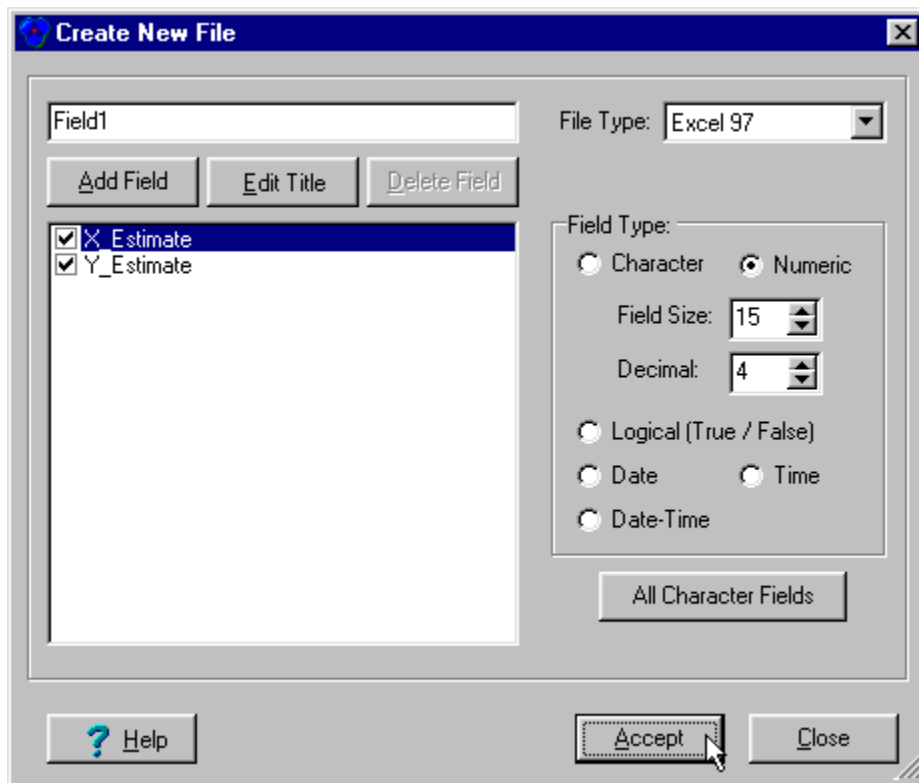 Create New File
Field1
File Type: Excel 97
Add Field Edit Title Delete Field
X_Estimate
Y_Estimate
Field Type:
Character Numeric
Field Size: 15
Decimal: 4
Logical (True / False)
Date Time
Date-Time
All Character Fields
? Help Accept Close